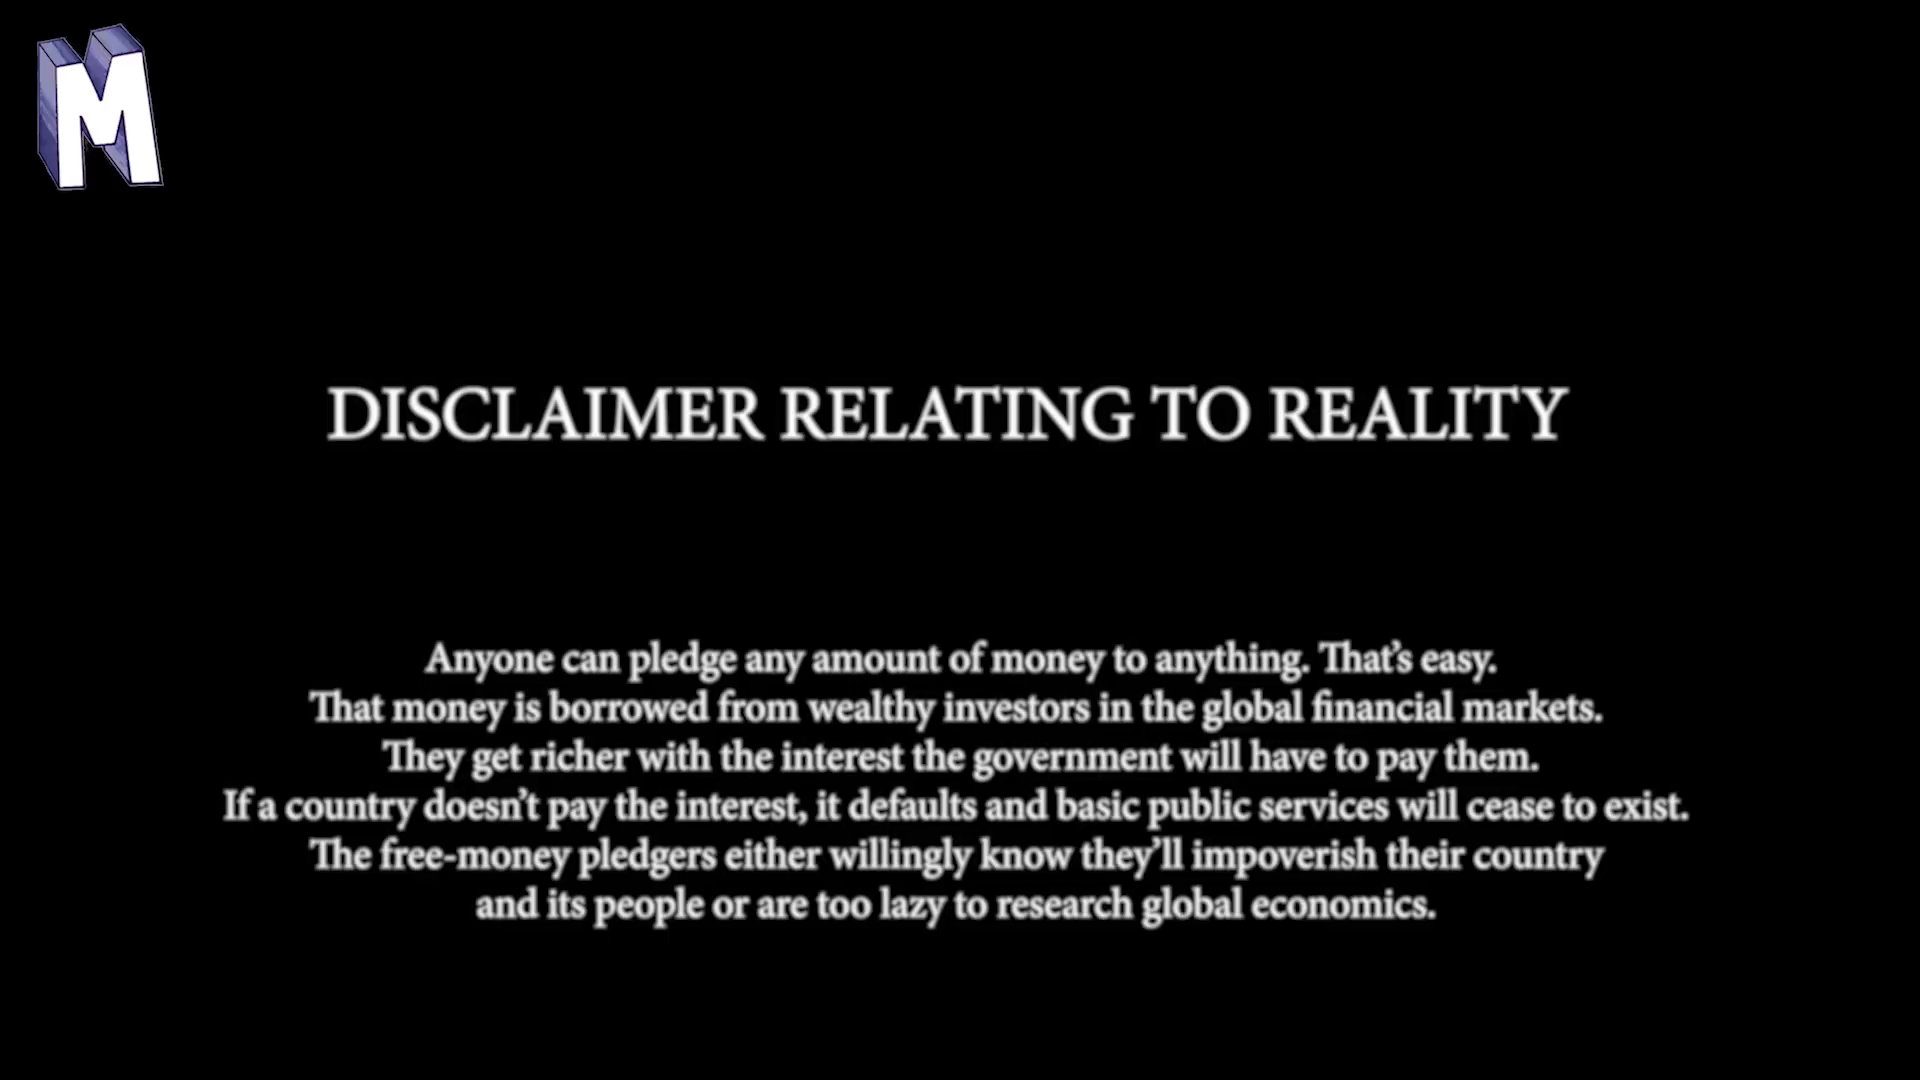 M
DISCLAIMER RELATING TO REALITY
Anyone can pledge any amount of money to anything. That’s easy.
That money is borrowed from wealthy investors in the global financial markets.
They get richer with the interest the government will have to pay them.
If a country doesn’t pay the interest, it defaults and basic public services will cease to exist.
The free-money pledgers either willingly know they’ll impoverish their country
and its people or are too lazy to research global economics.